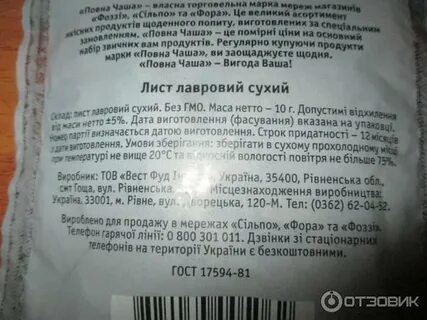 «Повна Чаша» – власна торговельна марка мереж магазинів
«Фоззі», «Сільпо» та «Фора». Це великий асортимент
якісних продуктів щоденного попиту, виготовлених за спеціальним
замовленням. «Повна Чаша» – це помірні ціни на основний
набір звичних вам продуктів. Регулярно купуючи продукти
марки «Повна Чаша», ви заощаджуєте щодня.
«Повна Чаша» – Вигода Ваша!
Лист лавровий сухий
Склад: лист лавровий сухий. Без ГМО. Маса нетто – 10 г. Допустимі відхилення
від маси нетто ±5%. Дата виготовлення (фасування) вказана на упаковці.
Номер партії визначається датою виготовлення. Строк придатності – 12 місяців
з дати виготовлення. Умови зберігання: зберігати в сухому прохолодному місці
при температурі не вище 20°С та відносній вологості повітря не більше 75%.
Виробник: ТОВ «Вест Фуд Україна, 35400, Рівненська обл.,
смт Гоща, вул. Рівненська, Місцезнаходження виробництва:
Україна, 33001, м. Рівне, вул. Дворецька, 120-М. Тел: (0362) 62-04-52.
Вироблено для продажу в мережах «Сільпо», «Фора» та «Фоззі».
Телефон гарячої лінії: 0 800 301 011. Дзвінки зі стаціонарних
телефонів на території України є безкоштовними.
ГОСТ 17594-81
ОТЗОВИК